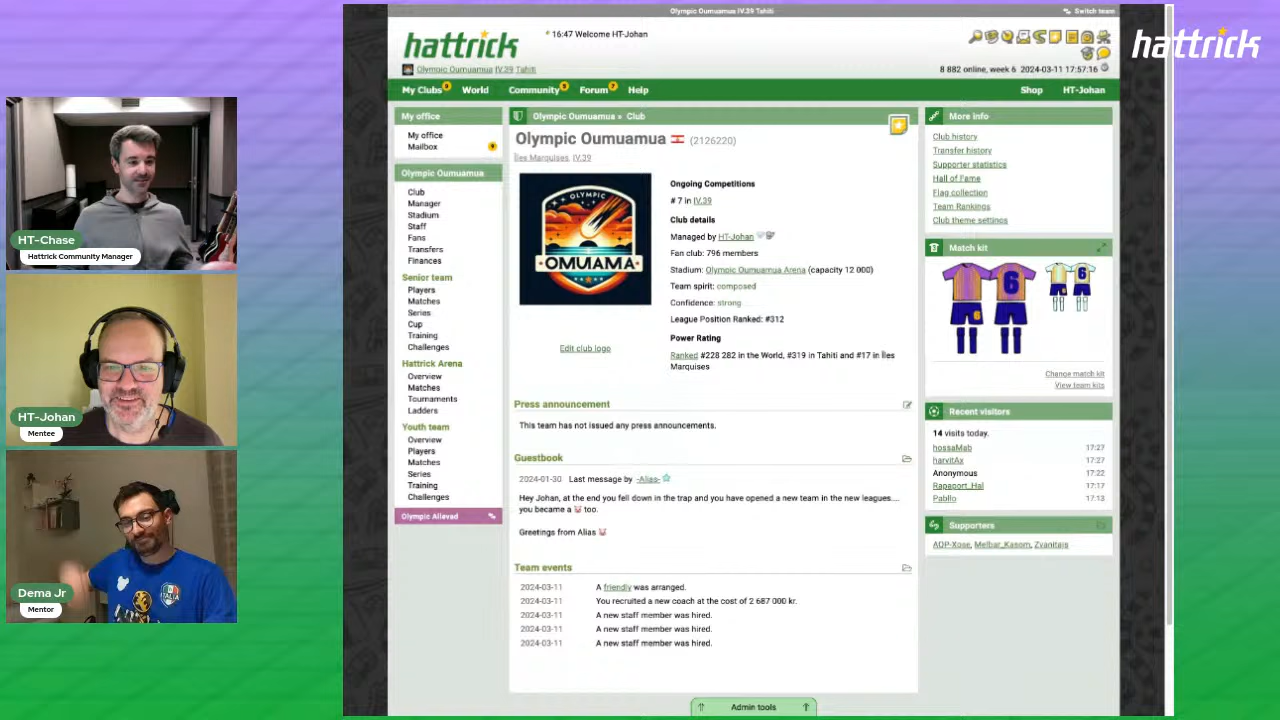 Olympic Oumuamua IV.39 Tahiti
Switch team
hattrick
16:47 Welcome HT-Johan
Olympic Oumuamua IV.39 Tahiti
8 882 online, week 6 2024-03-11 17:57:16
hattrick
My Clubs World Community Forum Help Shop HT-Johan
My office
My office
Mailbox
Olympic Oumuamua
Club
Manager
Stadium
Staff
Fans
Transfers
Finances
Senior team
Players
Matches
Series
Cup
Training
Challenges
Hattrick Arena
Overview
Matches
Tournaments
Ladders
Youth team
Overview
Players
Matches
Series
Training
Challenges
Olympic Allevad
Olympic Oumuamua » Club
Olympic Oumuamua (2126220)
Îles Marquises, IV.39
OLYMPIC
OMUIAMA
Edit club logo
Ongoing Competitions
# 7 in IV.39
Club details
Managed by HT-Johan
Fan club: 796 members
Stadium: Olympic Oumuamua Arena (capacity 12 000)
Team spirit: composed
Confidence: strong
League Position Ranked: #312
Power Rating
Ranked #228 282 in the World, #319 in Tahiti and #17 in Îles
Marquises
Press announcement
This team has not issued any press announcements.
Guestbook
2024-01-30 Last message by -Alias-
Hey Johan, at the end you fell down in the trap and you have opened a new team in the new leagues....
you became a 🐷 too.
Greetings from Alias 🐷
Team events
2024-03-11 A friendly was arranged.
2024-03-11 You recruited a new coach at the cost of 2 687 000 kr.
2024-03-11 A new staff member was hired.
2024-03-11 A new staff member was hired.
2024-03-11 A new staff member was hired.
More info
Club history
Transfer history
Supporter statistics
Hall of Fame
Flag collection
Team Rankings
Club theme settings
Match kit
6
6
6
Change match kit
View team kits
Recent visitors
14 visits today.
hossaMab 17:27
harvitAx 17:27
Anonymous 17:22
Rapaport_Hal 17:17
Pabllo 17:13
Supporters
AOP-Xose, Melbar_Kasom, Zvanitajs
Admin tools
HT-Chase
Hattrick Community Manager
HT-Johan
Mentee
Dema Jr
Mentor
ITALIA